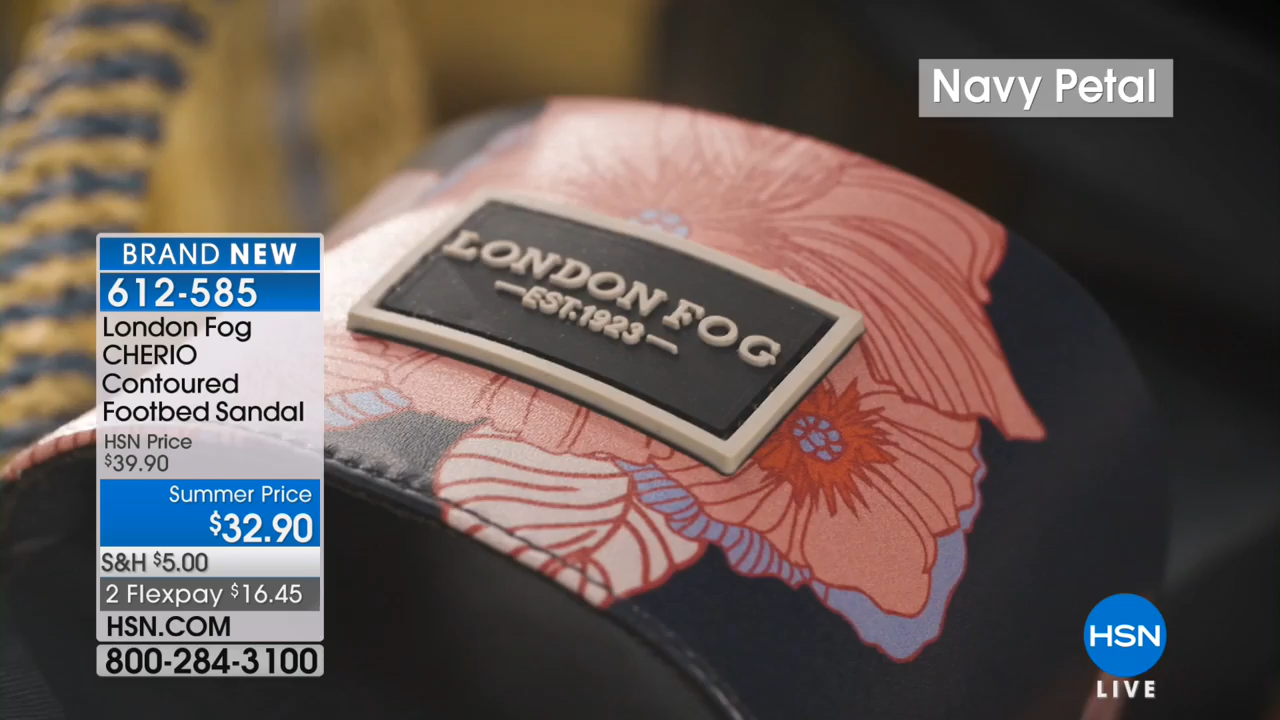 Navy Petal
LONDON FOG
—EST.1923—
BRAND NEW
612-585
London Fog
CHERIO
Contoured
Footbed Sandal
HSN Price
$39.90
Summer Price
$32.90
S&H $5.00
2 Flexpay $16.45
HSN.COM
800-284-3100
HSN
LIVE